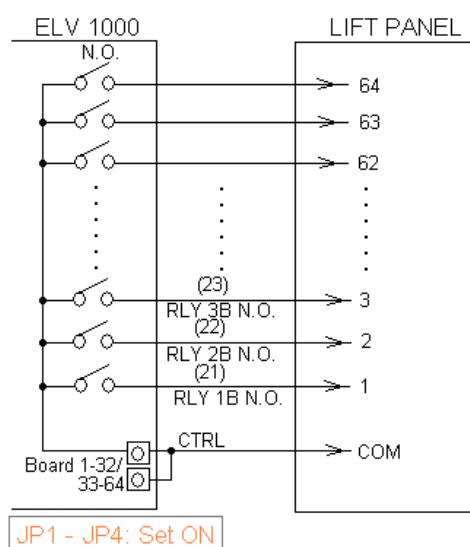 ELV 1000
LIFT PANEL
N.O.
64
63
62
(23)
3
RLY 3B N.O.
(22)
2
RLY 2B N.O.
(21)
1
RLY 1B N.O.
CTRL
COM
Board 1-32/
33-64
JP1 - JP4: Set ON